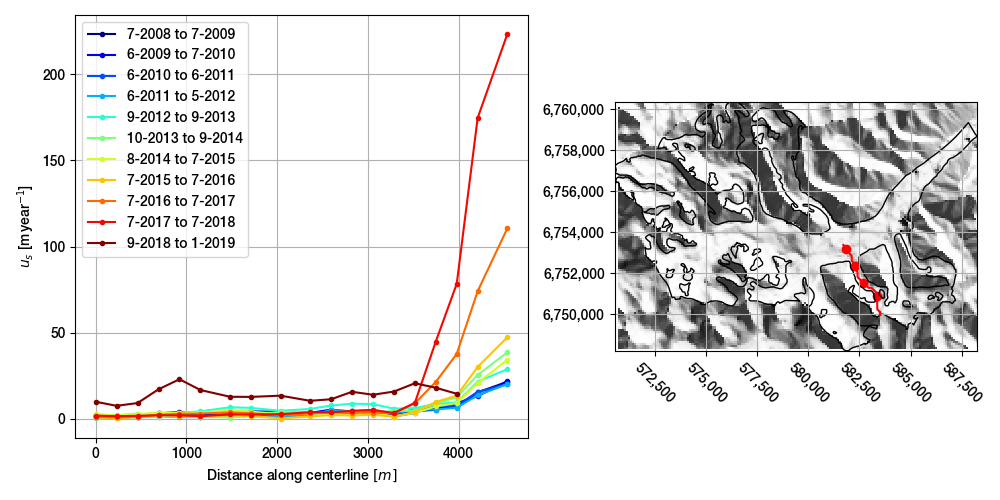 7-2008 to 7-2009
6-2009 to 7-2010
6-2010 to 6-2011
6-2011 to 5-2012
9-2012 to 9-2013
10-2013 to 9-2014
8-2014 to 7-2015
7-2015 to 7-2016
7-2016 to 7-2017
7-2017 to 7-2018
9-2018 to 1-2019
200
150
100
50
0
u_s [m year⁻¹]
0 1000 2000 3000 4000
Distance along centerline [m]
6,760,000
6,758,000
6,756,000
6,754,000
6,752,000
6,750,000
572,500 575,000 577,500 580,000 582,500 585,000 587,500